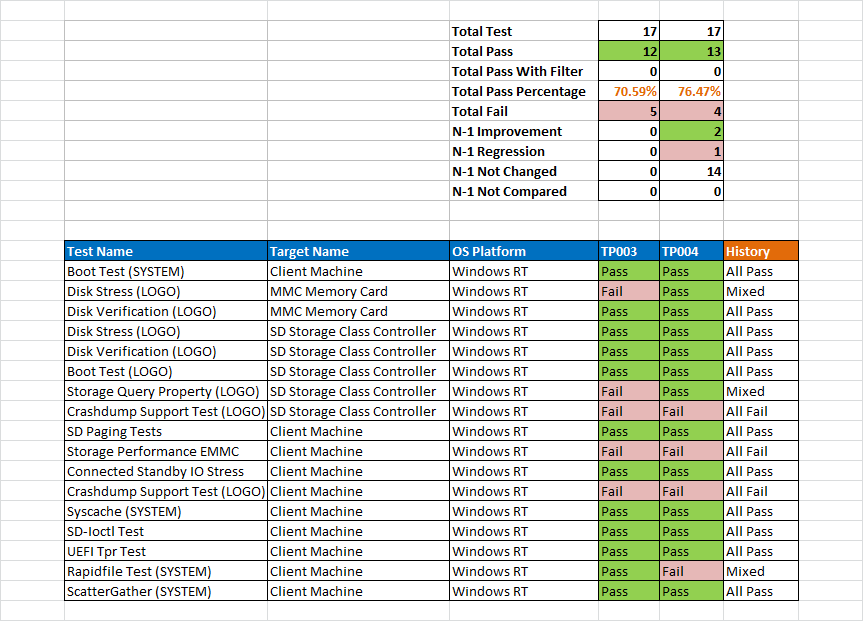 Total Test 17 17
Total Pass 12 13
Total Pass With Filter 0 0
Total Pass Percentage 70.59% 76.47%
Total Fail 5 4
N-1 Improvement 0 2
N-1 Regression 0 1
N-1 Not Changed 0 14
N-1 Not Compared 0 0
Test Name Target Name OS Platform TP003 TP004 History
Boot Test (SYSTEM) Client Machine Windows RT Pass Pass All Pass
Disk Stress (LOGO) MMC Memory Card Windows RT Fail Pass Mixed
Disk Verification (LOGO) MMC Memory Card Windows RT Pass Pass All Pass
Disk Stress (LOGO) SD Storage Class Controller Windows RT Pass Pass All Pass
Disk Verification (LOGO) SD Storage Class Controller Windows RT Pass Pass All Pass
Boot Test (LOGO) SD Storage Class Controller Windows RT Pass Pass All Pass
Storage Query Property (LOGO) SD Storage Class Controller Windows RT Fail Pass Mixed
Crashdump Support Test (LOGO) SD Storage Class Controller Windows RT Fail Fail All Fail
SD Paging Tests Client Machine Windows RT Pass Pass All Pass
Storage Performance EMMC Client Machine Windows RT Fail Fail All Fail
Connected Standby IO Stress Client Machine Windows RT Pass Pass All Pass
Crashdump Support Test (LOGO) Client Machine Windows RT Fail Fail All Fail
Syscache (SYSTEM) Client Machine Windows RT Pass Pass All Pass
SD-Ioctl Test Client Machine Windows RT Pass Pass All Pass
UEFI Tpr Test Client Machine Windows RT Pass Pass All Pass
Rapidfile Test (SYSTEM) Client Machine Windows RT Pass Fail Mixed
ScatterGather (SYSTEM) Client Machine Windows RT Pass Pass All Pass